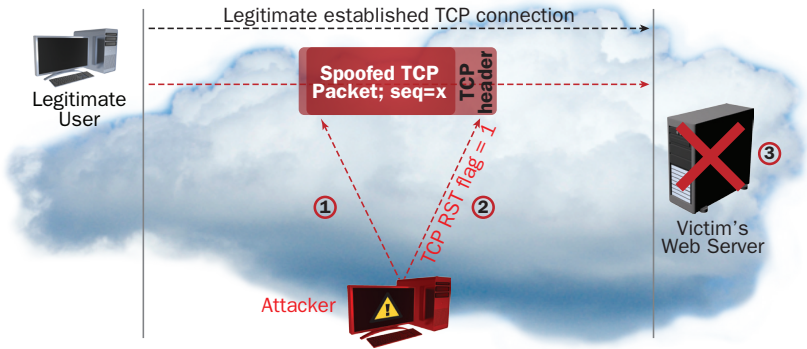 Legitimate established TCP connection
Legitimate
User
Spoofed TCP
Packet; seq=x
TCP
header
1
TCP RST flag = 1
2
3
Victim's
Web Server
Attacker
!